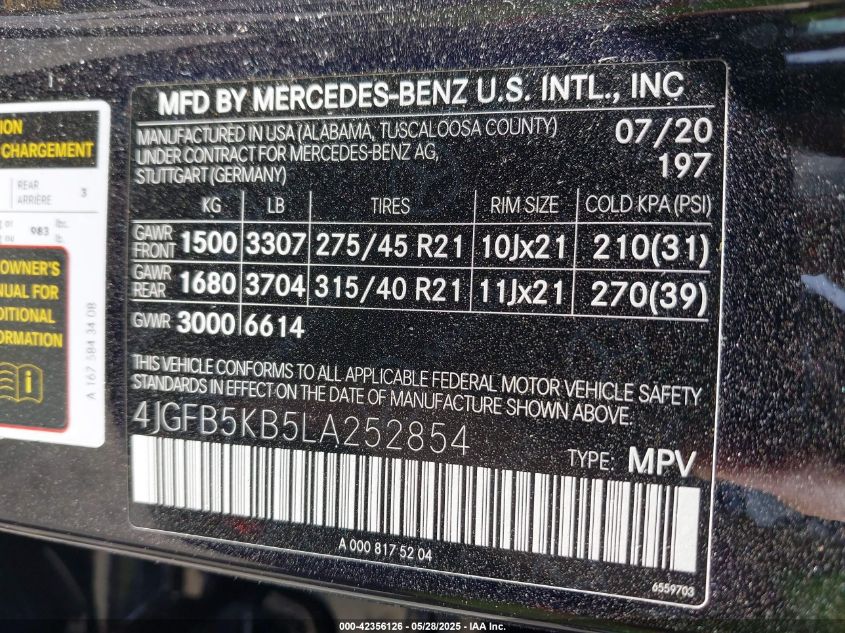 MFD BY MERCEDES-BENZ U.S. INTL., INC
MANUFACTURED IN USA (ALABAMA, TUSCALOOSA COUNTY) 07/20
UNDER CONTRACT FOR MERCEDES-BENZ AG, 197
STUTTGART (GERMANY)
KG LB TIRES RIM SIZE COLD KPA (PSI)
GAWR FRONT 1500 3307 275/45 R21 10Jx21 210(31)
GAWR REAR 1680 3704 315/40 R21 11Jx21 270(39)
GVWR 3000 6614
THIS VEHICLE CONFORMS TO ALL APPLICABLE FEDERAL MOTOR VEHICLE SAFETY
STANDARDS IN EFFECT ON THE DATE OF MANUFACTURE SHOWN ABOVE:
4JGFB5KB5LA252854
TYPE: MPV
A 000 817 52 04
6559703
CHARGEMENT
REAR
ARRIÈRE 3
983 lbs.
OWNER'S
FOR
A 167 584 34 08
000-42356126 - 05/28/2025 - IAA Inc.